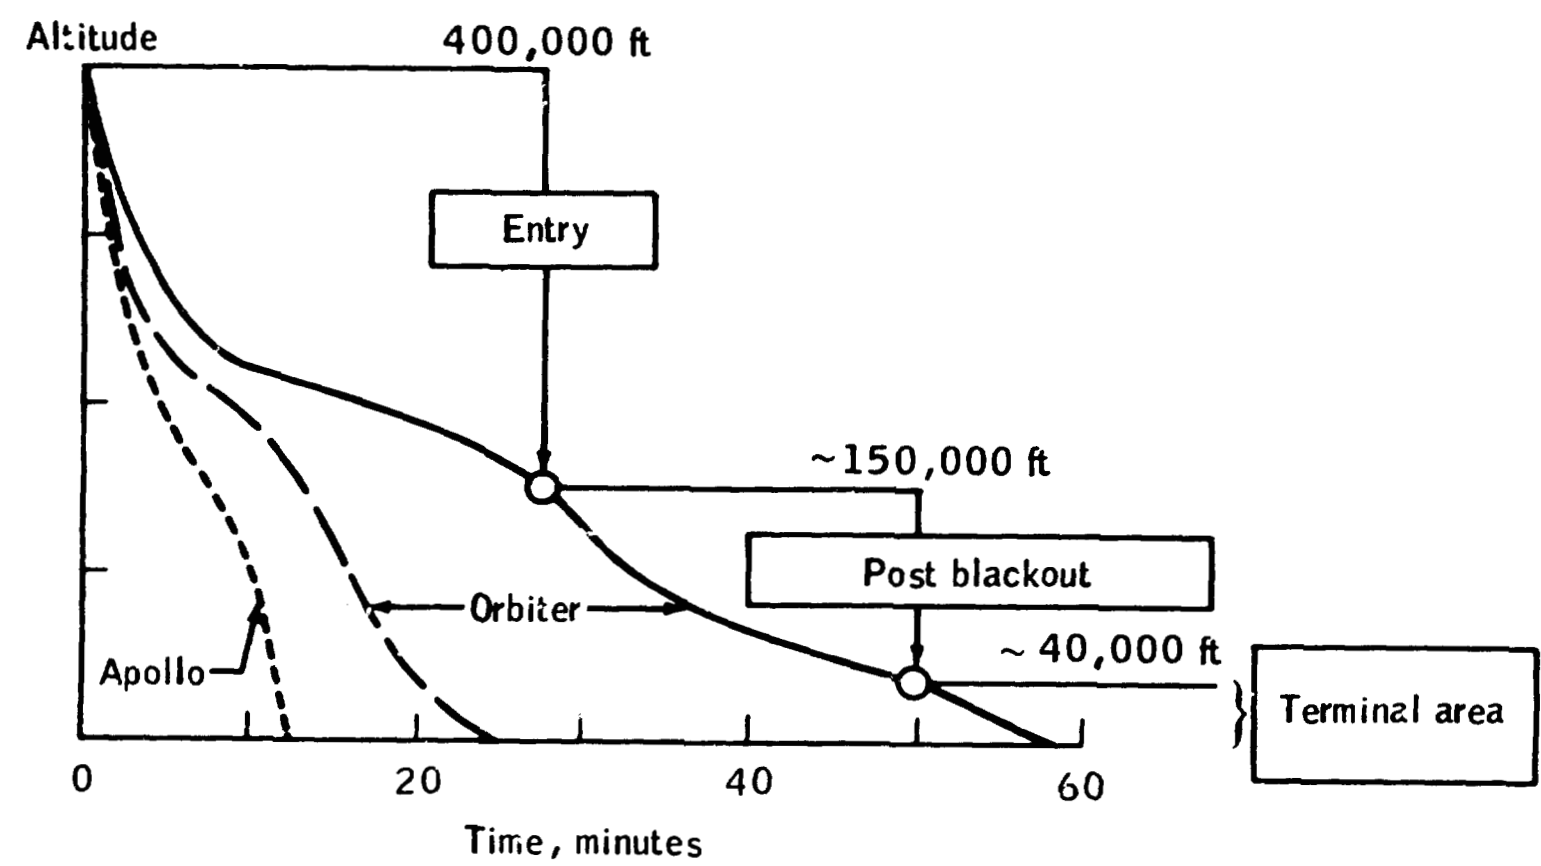 Altitude
400,000 ft
Entry
~150,000 ft
Post blackout
Orbiter
~ 40,000 ft
Apollo
Terminal area
0 20 40 60
Time, minutes